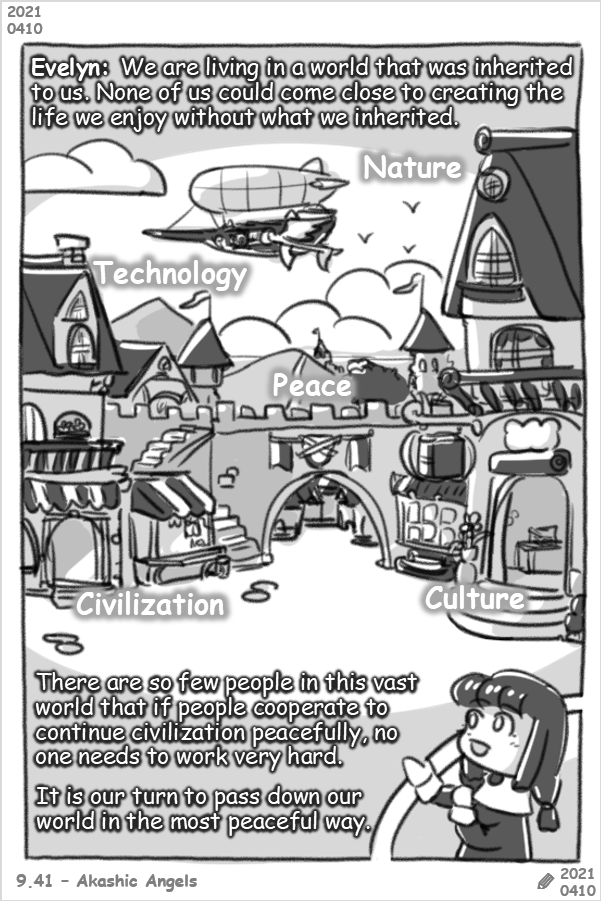 2021
0410
Evelyn: We are living in a world that was inherited
to us. None of us could come close to creating the
life we enjoy without what we inherited.
Nature
Technology
Peace
Civilization
Culture
There are so few people in this vast
world that if people cooperate to
continue civilization peacefully, no
one needs to work very hard.
It is our turn to pass down our
world in the most peaceful way.
9.41 – Akashic Angels
2021
0410